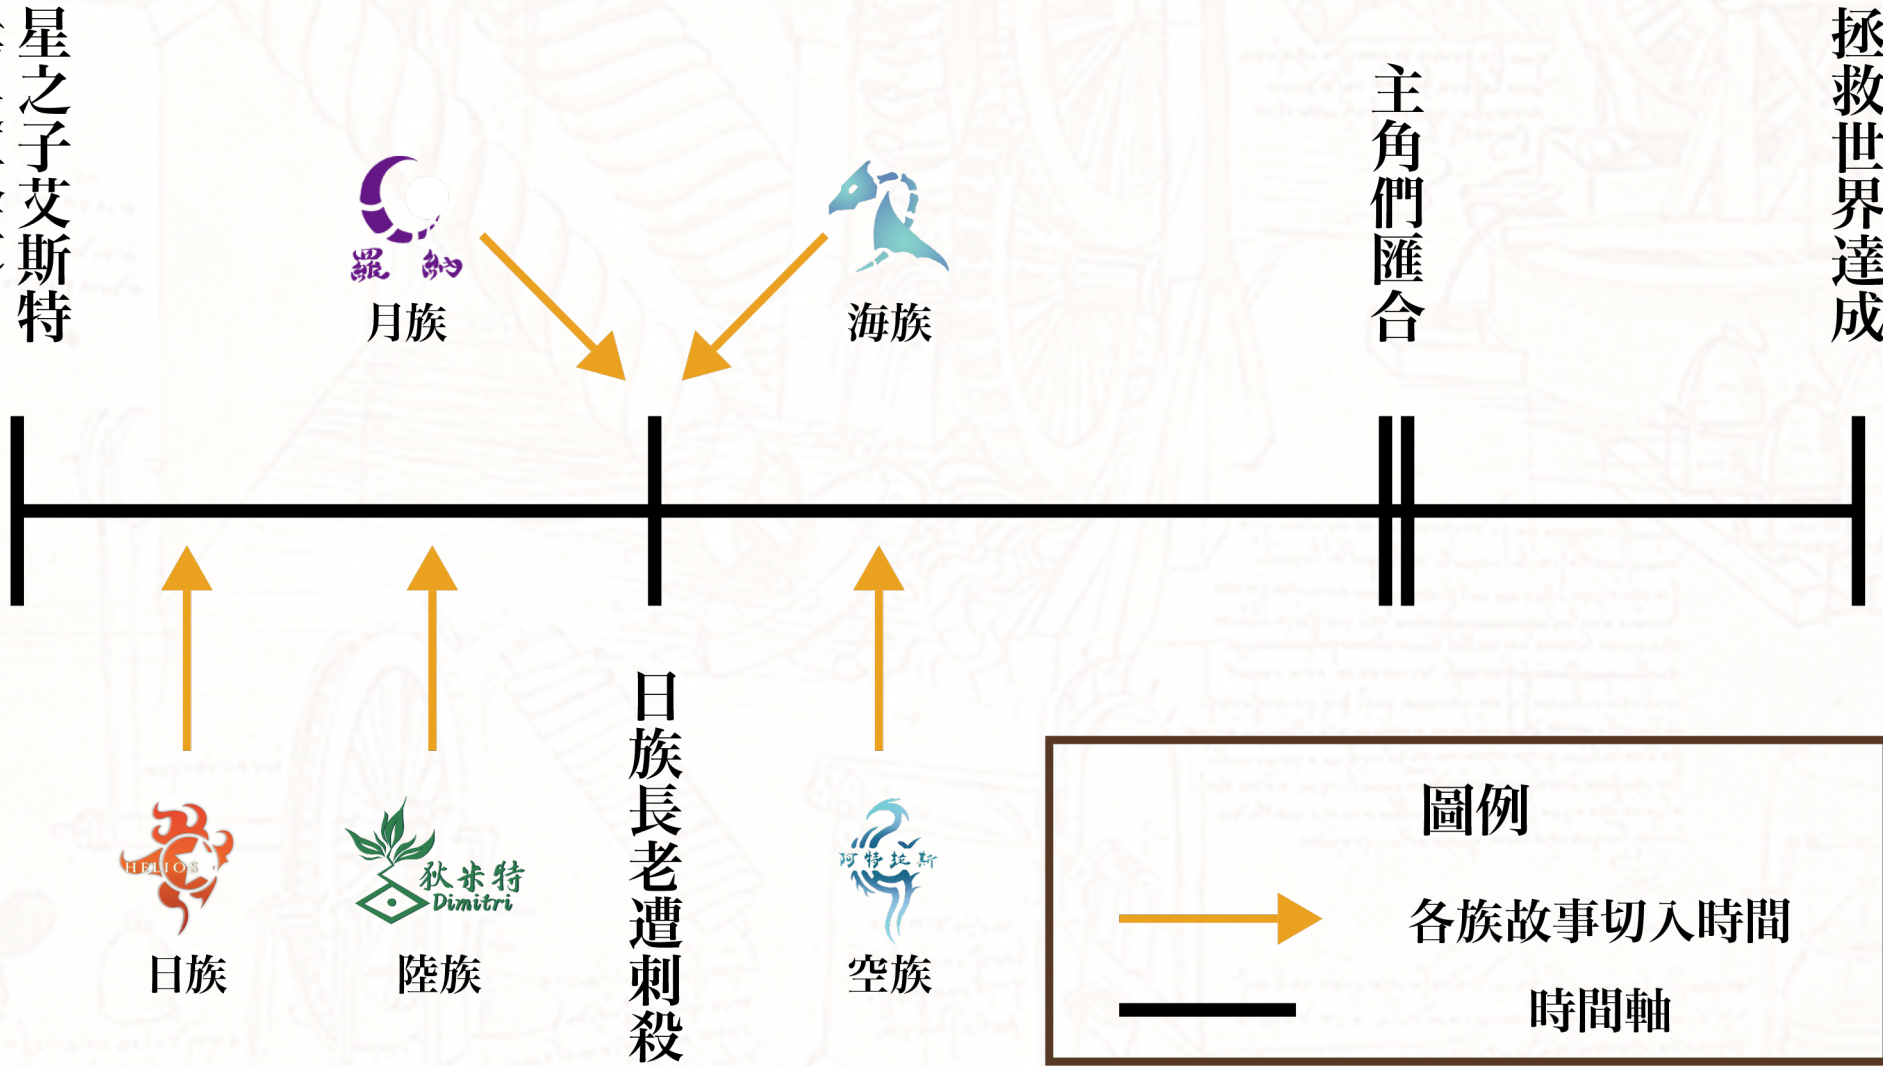 星之子艾斯特
羅納
月族
海族
主角們匯合
拯救世界達成
HELIOS
日族
狄米特
Dimitri
陸族
日族長老遭刺殺
阿特拉斯
空族
圖例
各族故事切入時間
時間軸